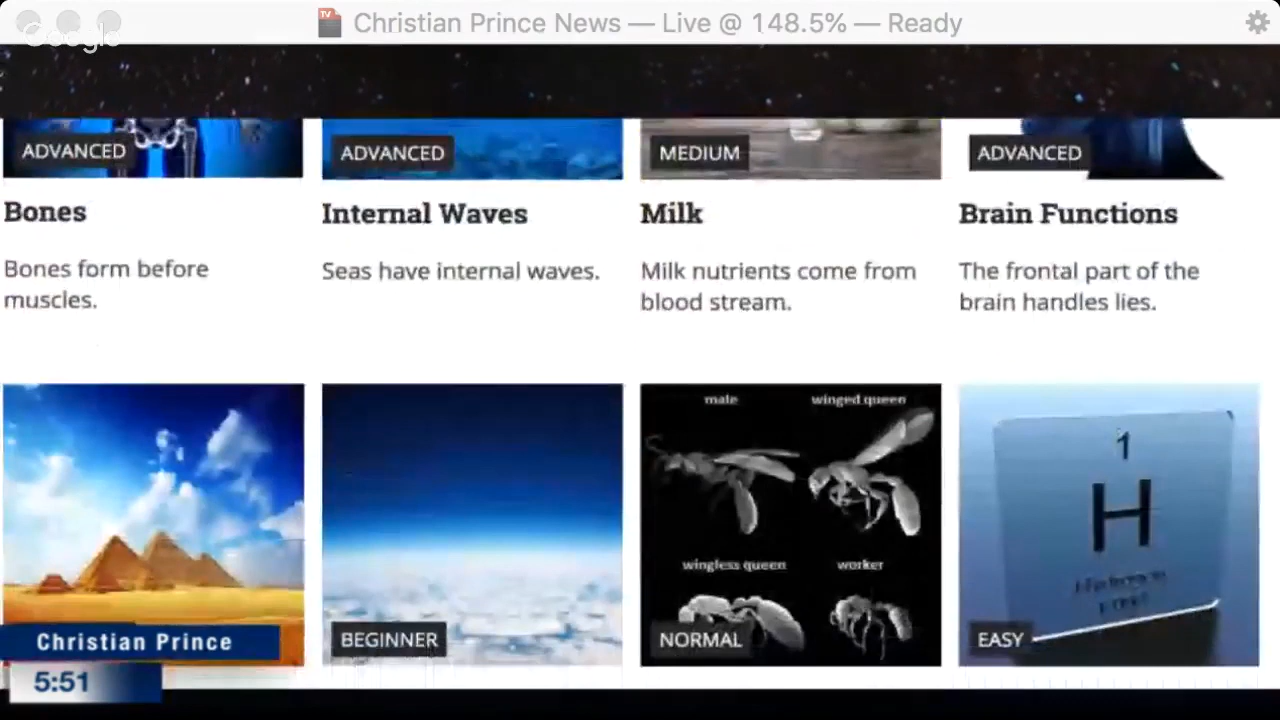 Christian Prince News — Live @ 148.5% — Ready
Google
ADVANCED
ADVANCED
MEDIUM
ADVANCED
Bones
Internal Waves
Milk
Brain Functions
Bones form before
muscles.
Seas have internal waves.
Milk nutrients come from
blood stream.
The frontal part of the
brain handles lies.
male
winged queen
wingless queen
worker
1
H
BEGINNER
NORMAL
EASY
Christian Prince
5:51